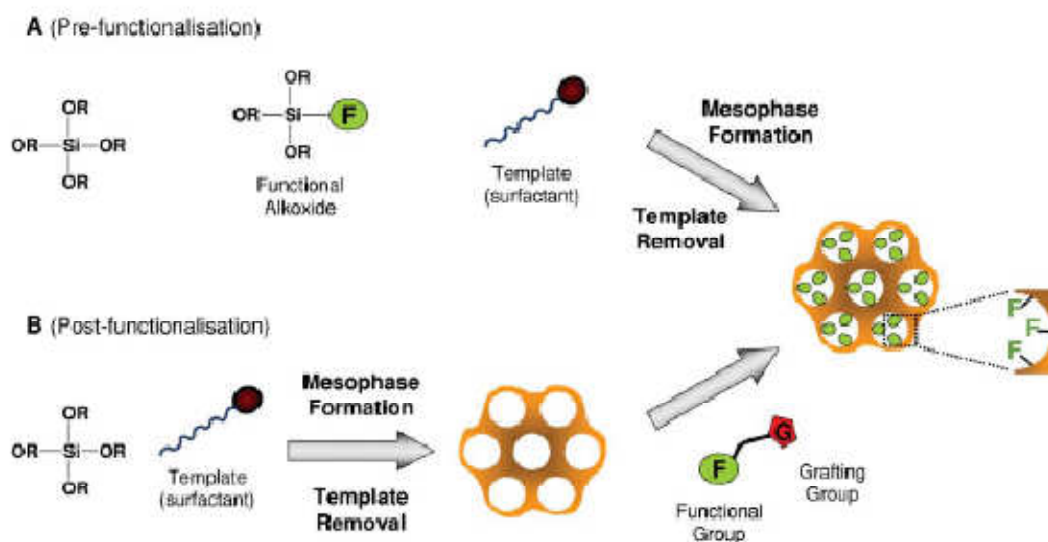 A (Pre-functionalisation)
OR
OR—Si—OR
OR
OR
OR—Si—F
OR
Functional
Alkoxide
Template
(surfactant)
Mesophase
Formation
Template
Removal
F
F
F
B (Post-functionalisation)
OR
OR—Si—OR
OR
Template
(surfactant)
Mesophase
Formation
Template
Removal
G
F
Grafting
Group
Functional
Group